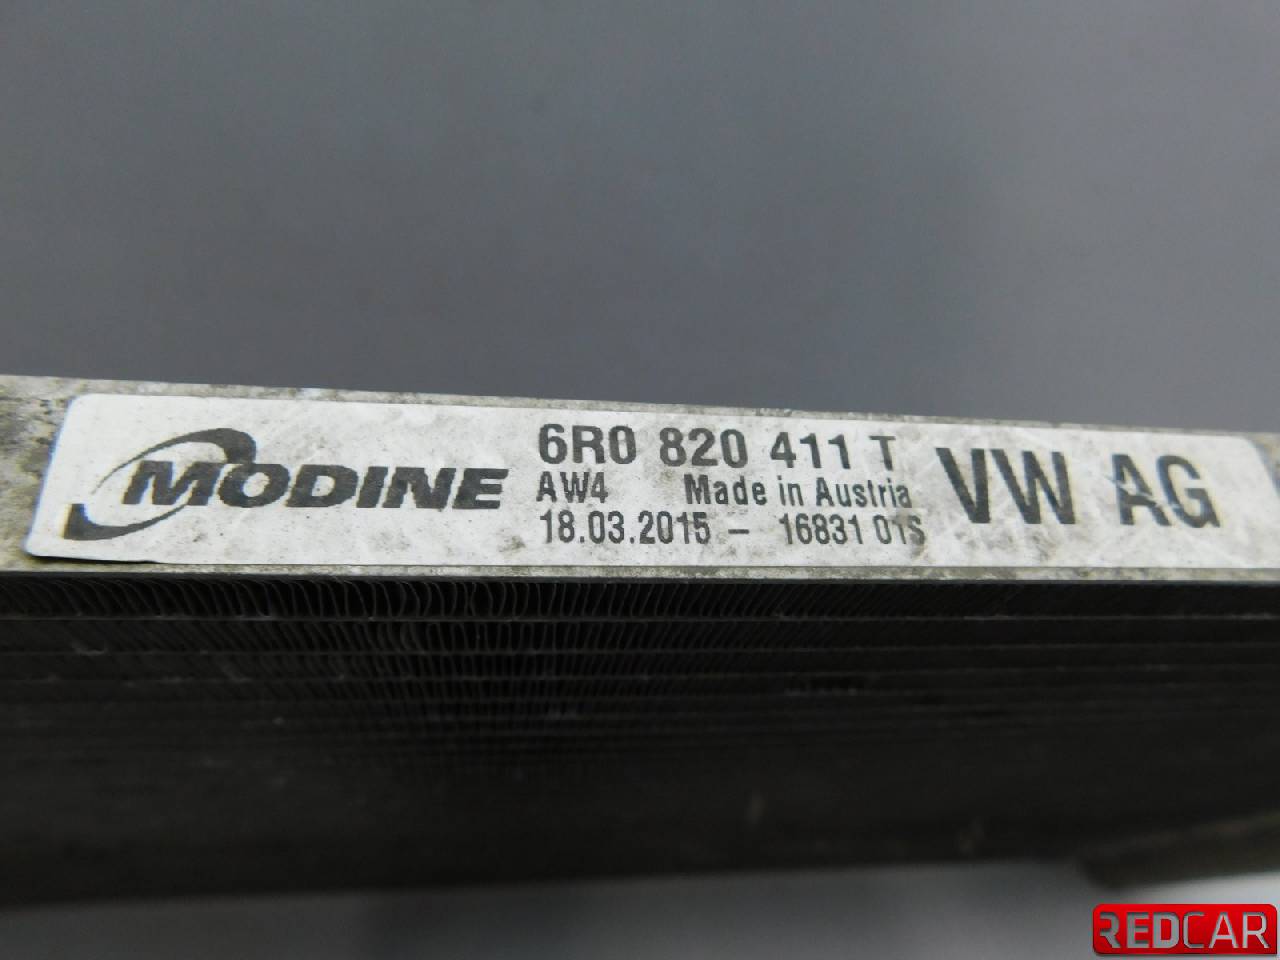 MODINE
6R0 820 411 T
AW4 Made in Austria
18.03.2015 - 16831 01S
VW AG
REDCAR